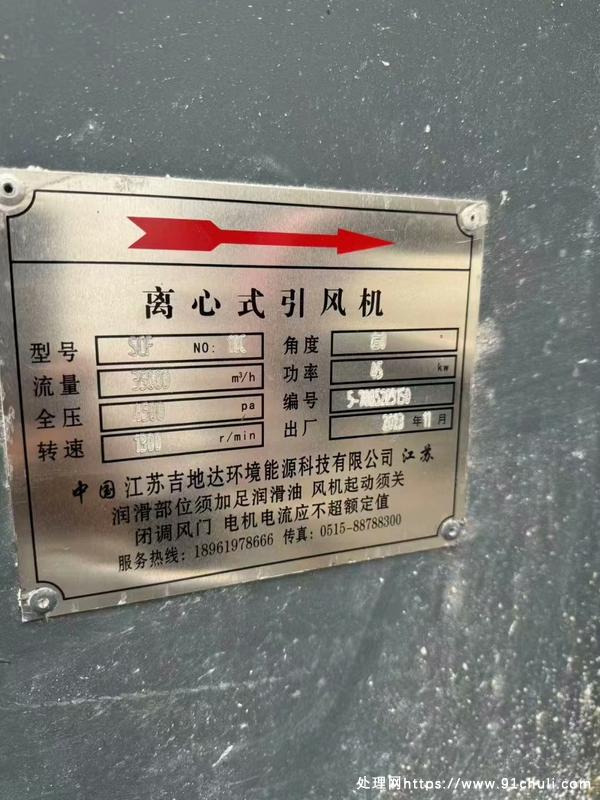 离心式引风机
型号 NO:
流量 m³/h
全压 pa
转速 1300 r/min
角度 °
功率 kw
编号
出厂 年11月
中国 江苏吉地达环境能源科技有限公司 江苏
润滑部位须加足润滑油 风机起动须关
闭调风门 电机电流应不超额定值
服务热线: 18961978666 传真: 0515-88788300
处理网https://www.91chuli.com/